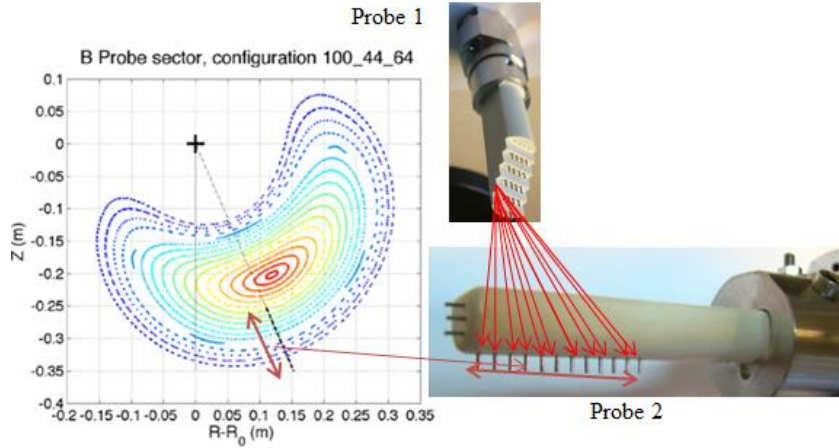 Probe 1
B Probe sector, configuration 100_44_64
0.1
0.05
0
-0.05
-0.1
-0.15
-0.2
-0.25
-0.3
-0.35
-0.4
Z (m)
-0.2 -0.15 -0.1 -0.05 0 0.05 0.1 0.15 0.2 0.25 0.3 0.35
R-R0 (m)
Probe 2